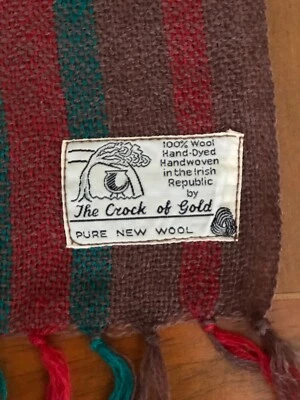 100% Wool
Hand-Dyed
Handwoven
in the Irish
Republic
by
The Crock of Gold
PURE NEW WOOL